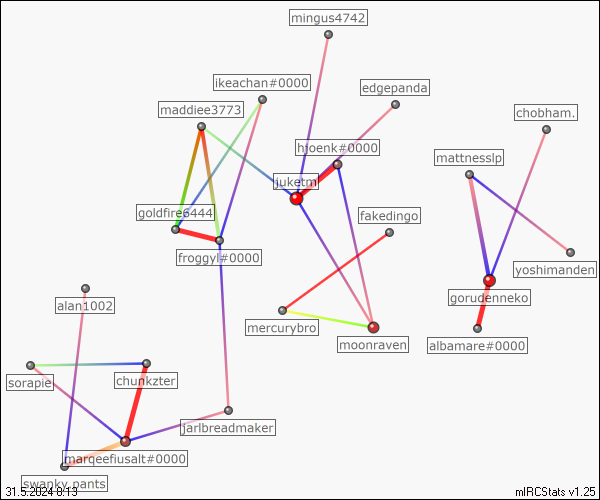 mingus4742
ikeachan#0000
edgepanda
maddiee3773
chobham.
hjoenk#0000
mattnesslp
juketml
goldfire6444
fakedingo
froggyl#0000
yoshimanden
alan1002
gorudenneko
mercurybro
moonraven
albamare#0000
sorapie
chunkzter
jarlbreadmaker
marqeefiusalt#0000
swanky.pants
31.5.2024 8:13
mIRCStats v1.25